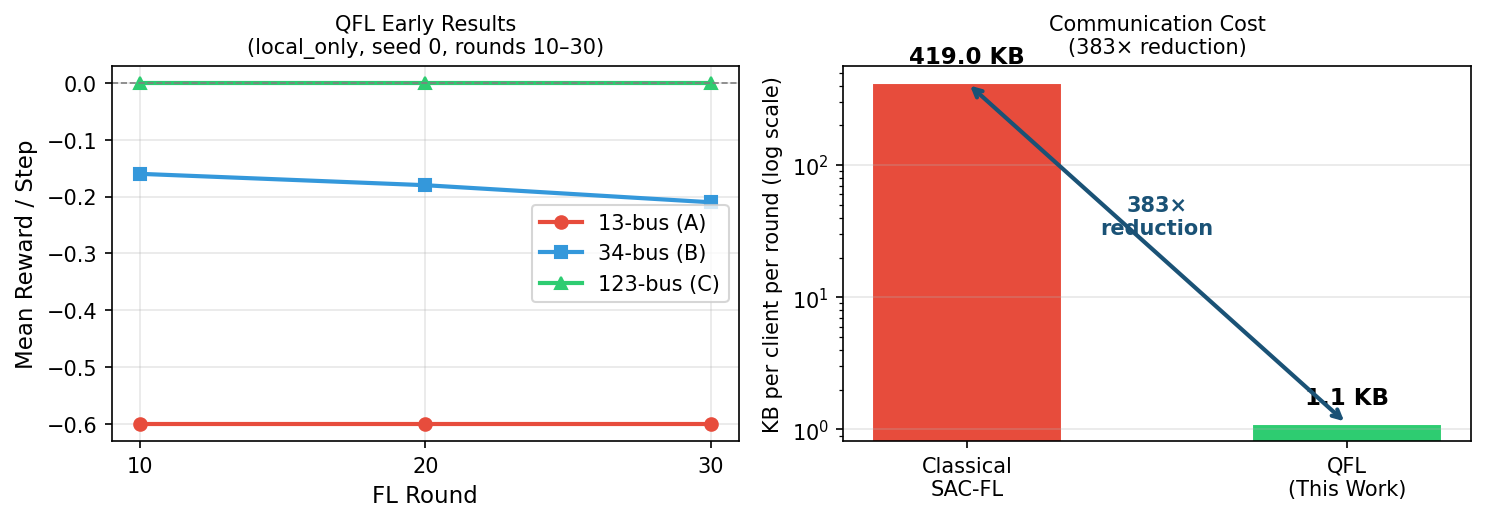 QFL Early Results
(local_only, seed 0, rounds 10–30)
Mean Reward / Step
0.0
−0.1
−0.2
−0.3
−0.4
−0.5
−0.6
13-bus (A)
34-bus (B)
123-bus (C)
10
20
30
FL Round
Communication Cost
(383× reduction)
KB per client per round (log scale)
10²
10¹
10⁰
419.0 KB
383×
reduction
1.1 KB
Classical
SAC-FL
QFL
(This Work)